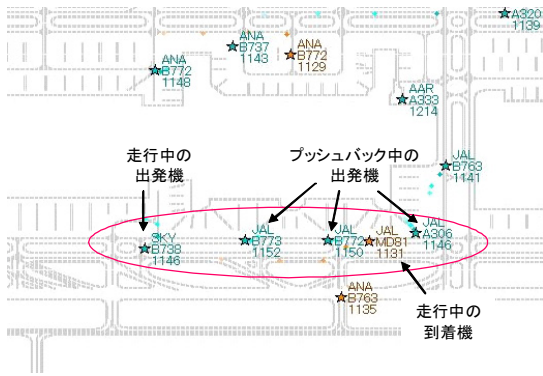 A320
1139
ANA
B737
1143
ANA
B772
1129
ANA
B772
1148
AAR
A333
1214
走行中の
出発機
プッシュバック中の
出発機
JAL
B763
1141
SKY
B738
1146
JAL
B773
1152
JAL
B772
1150
JAL
MD81
1131
JAL
A306
1146
ANA
B763
1135
走行中の
到着機